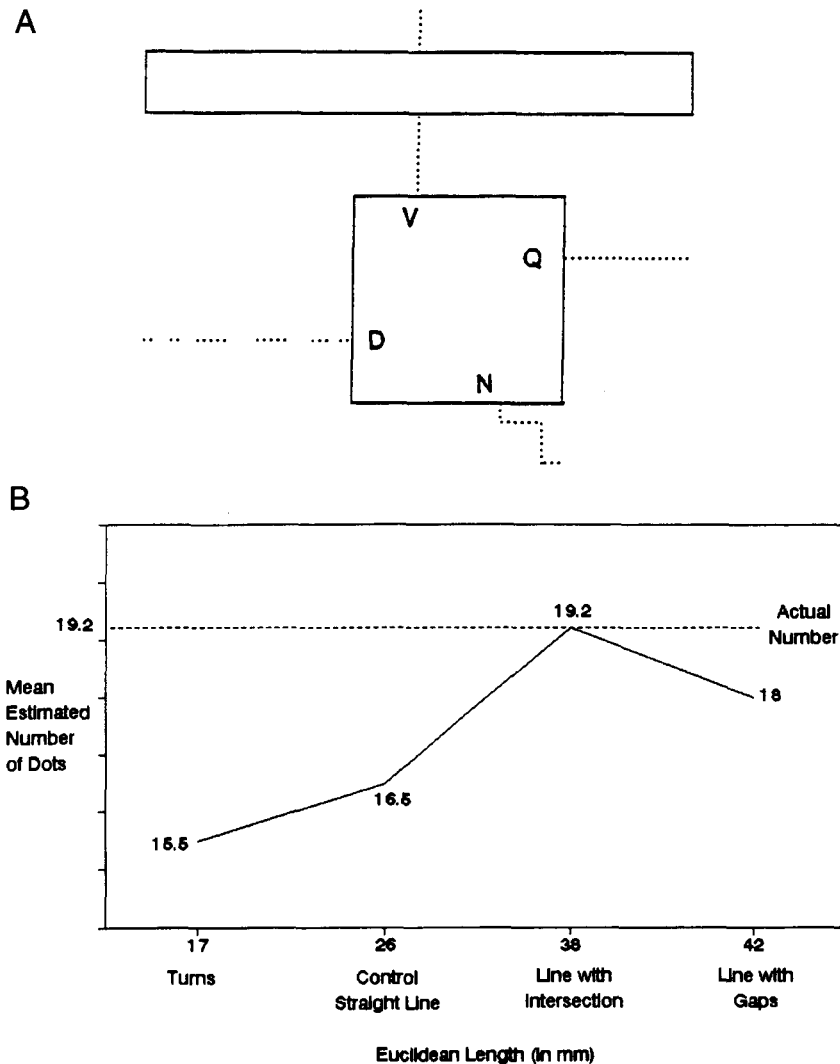 A
V
Q
D
N
B
19.2
19.2
Actual
Number
Mean
Estimated
Number
of Dots
18
16.5
15.5
17
26
38
42
Turns
Control
Straight Line
Line with
Intersection
Line with
Gaps
Euclidean Length (in mm)